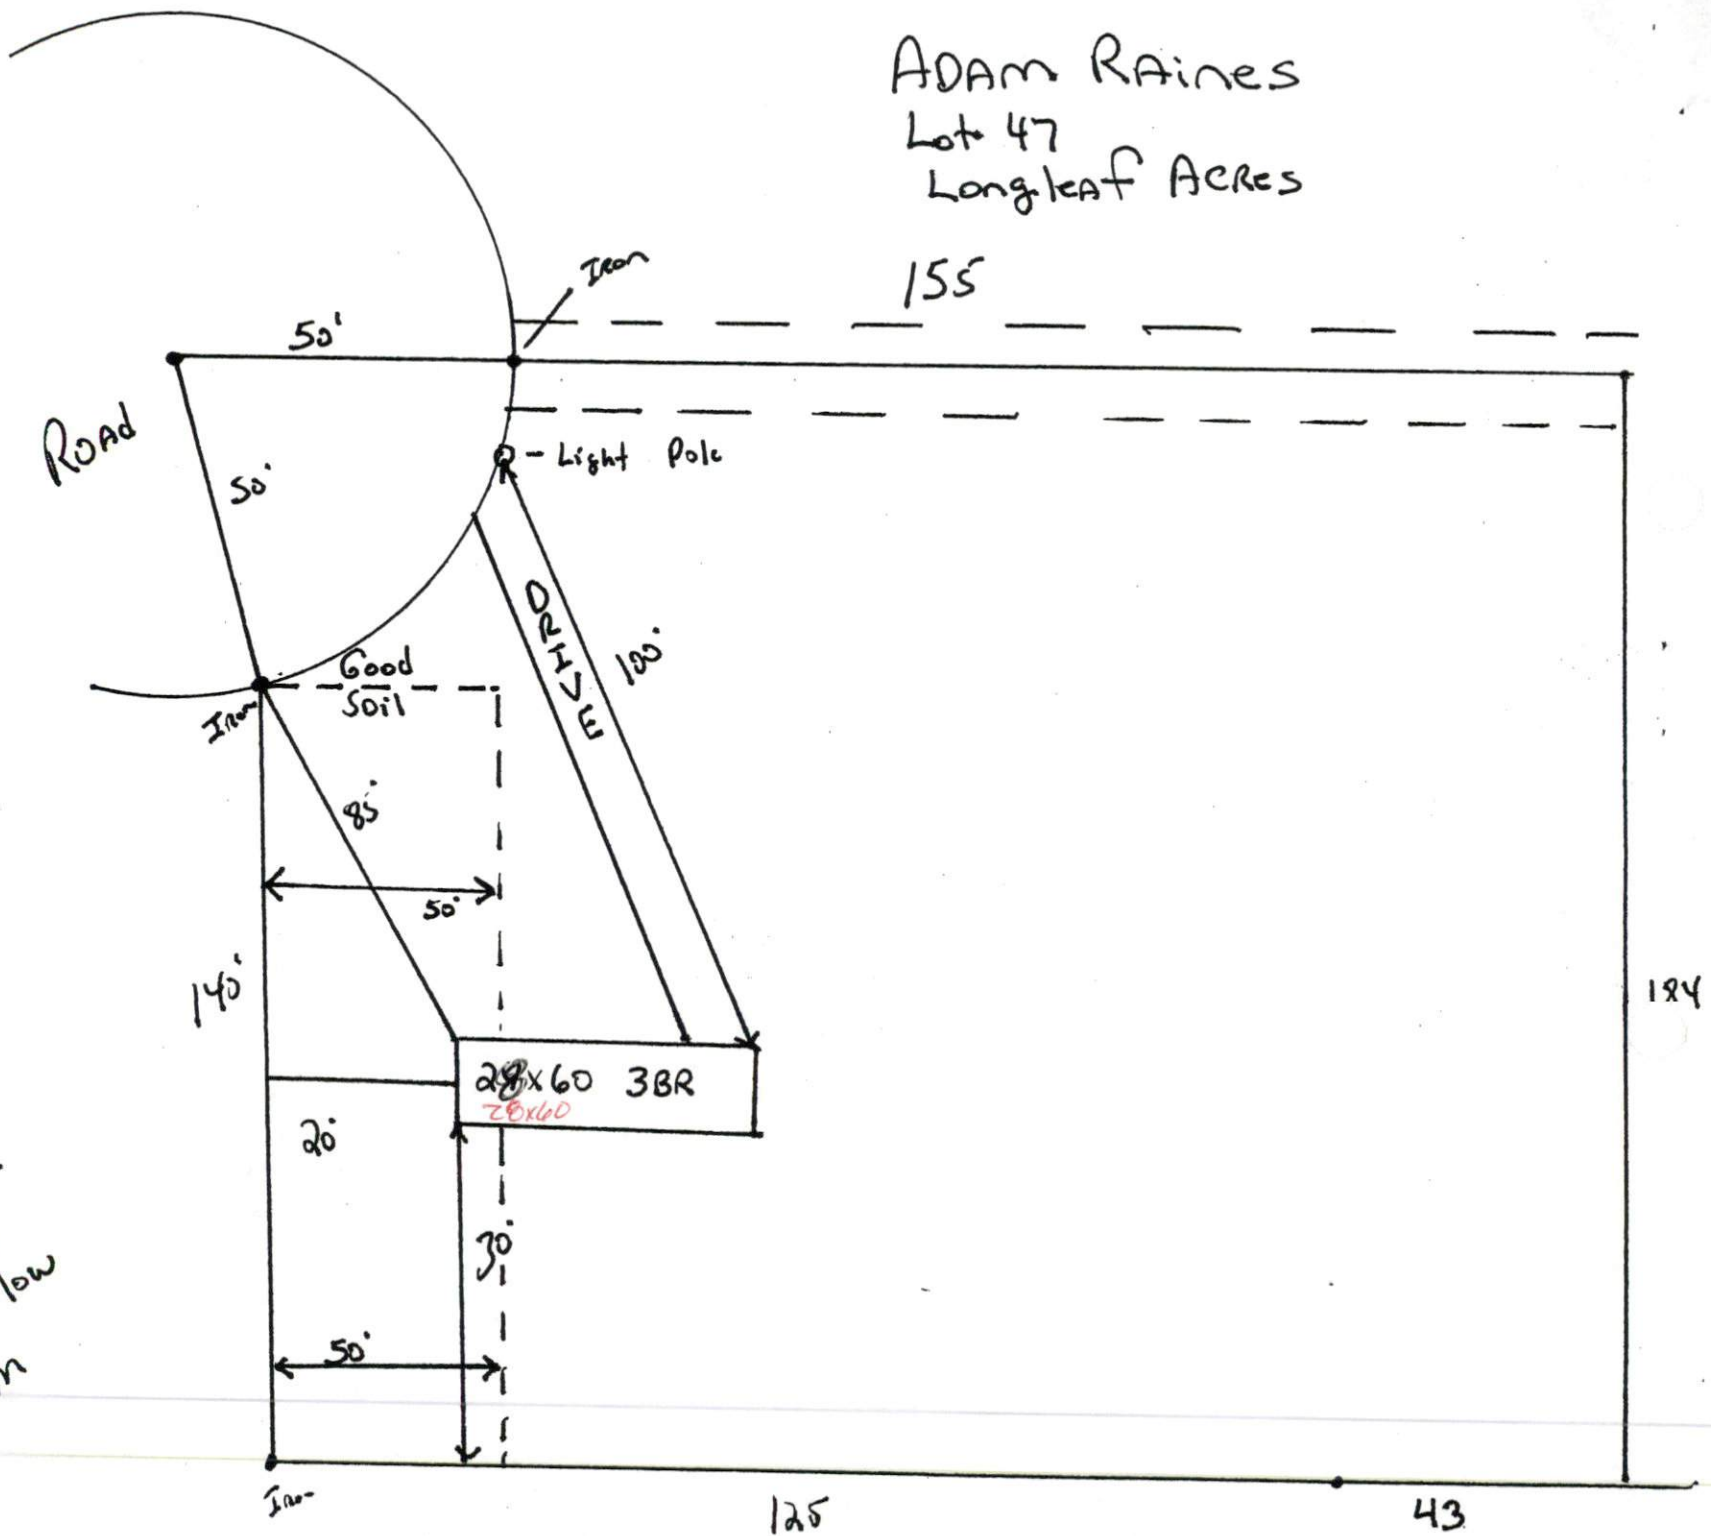 ADAM RAines
Lot 47
Longleaf ACRES
Iron
155
50'
ROAD
50'
Light Pole
DRIVE
100'
Good
Soil
Iron
85'
50'
140'
184
28x60 3BR
28x60
20'
30'
low
50'
Iron
125
43